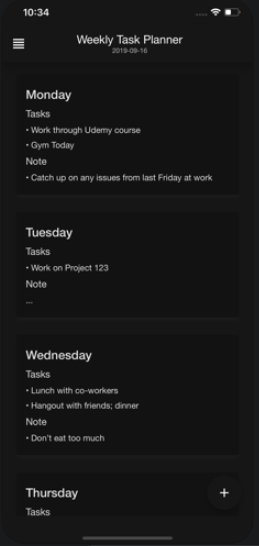 10:34
Weekly Task Planner
2019-09-16
Monday
Tasks
• Work through Udemy course
• Gym Today
Note
• Catch up on any issues from last Friday at work
Tuesday
Tasks
• Work on Project 123
Note
...
Wednesday
Tasks
• Lunch with co-workers
• Hangout with friends; dinner
Note
• Don't eat too much
Thursday
Tasks
+